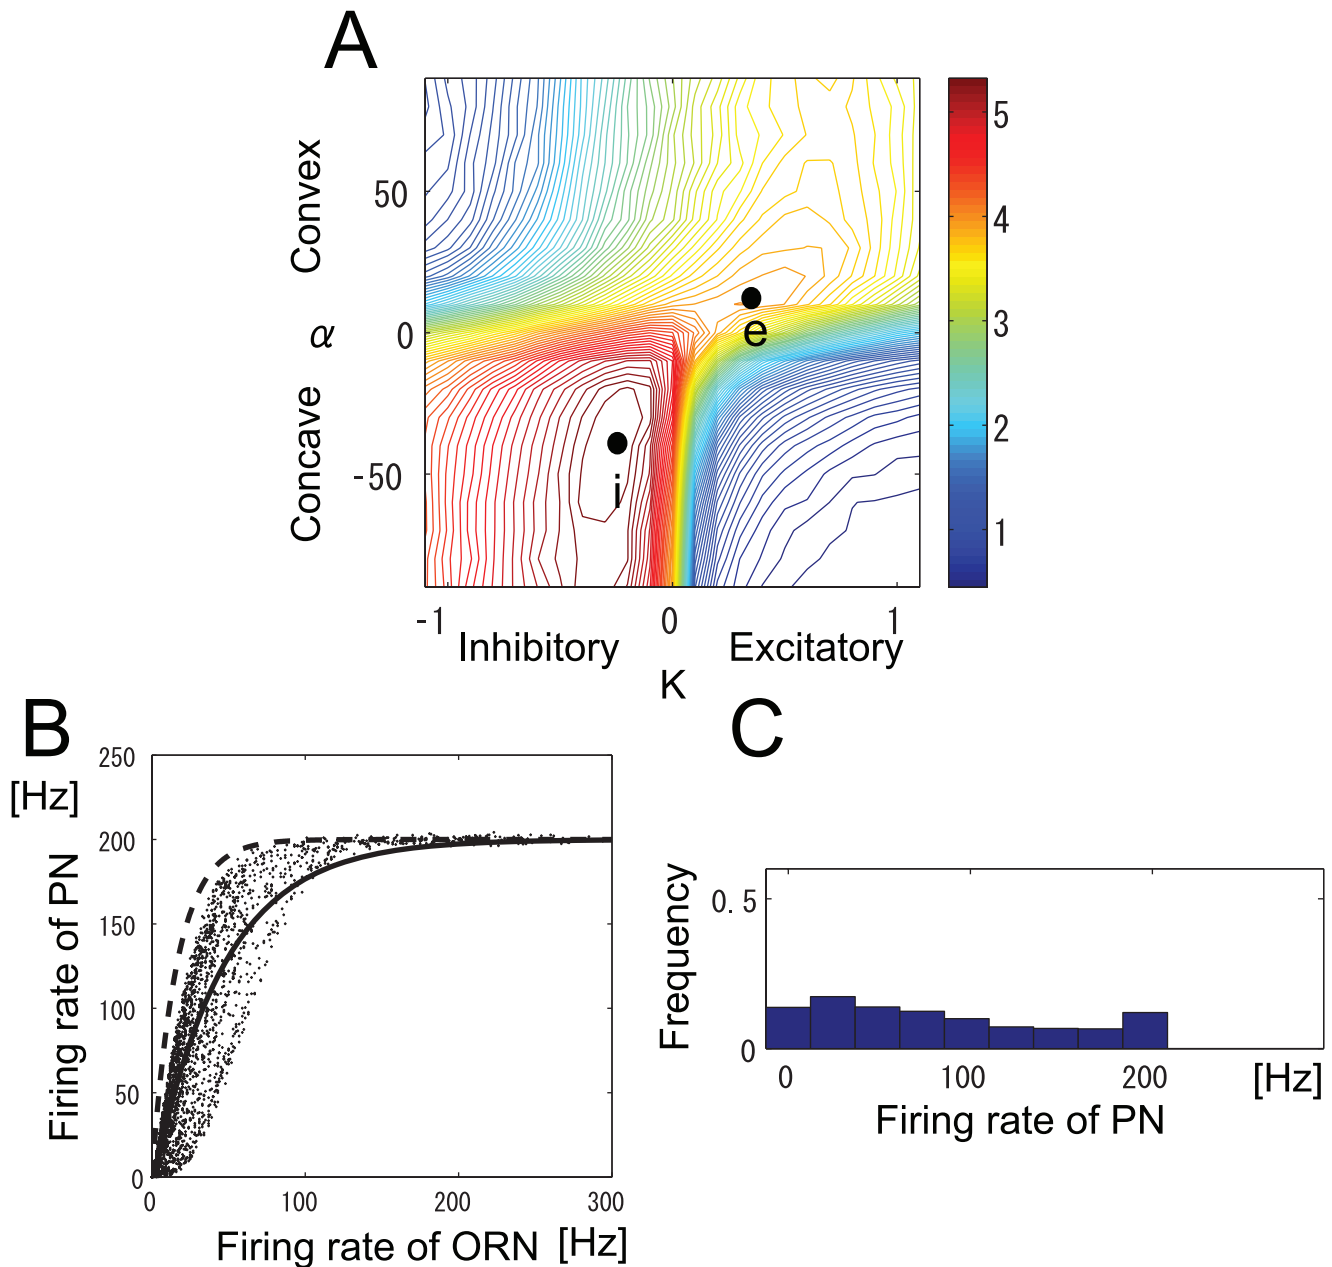 A
Convex
α
Concave
50
0
-50
e
i
5
4
3
2
1
-1
0
1
Inhibitory
Excitatory
K
B
[Hz]
Firing rate of PN
250
200
150
100
50
0
0
100
200
300
Firing rate of ORN [Hz]
C
Frequency
0.5
0
0
100
200
[Hz]
Firing rate of PN